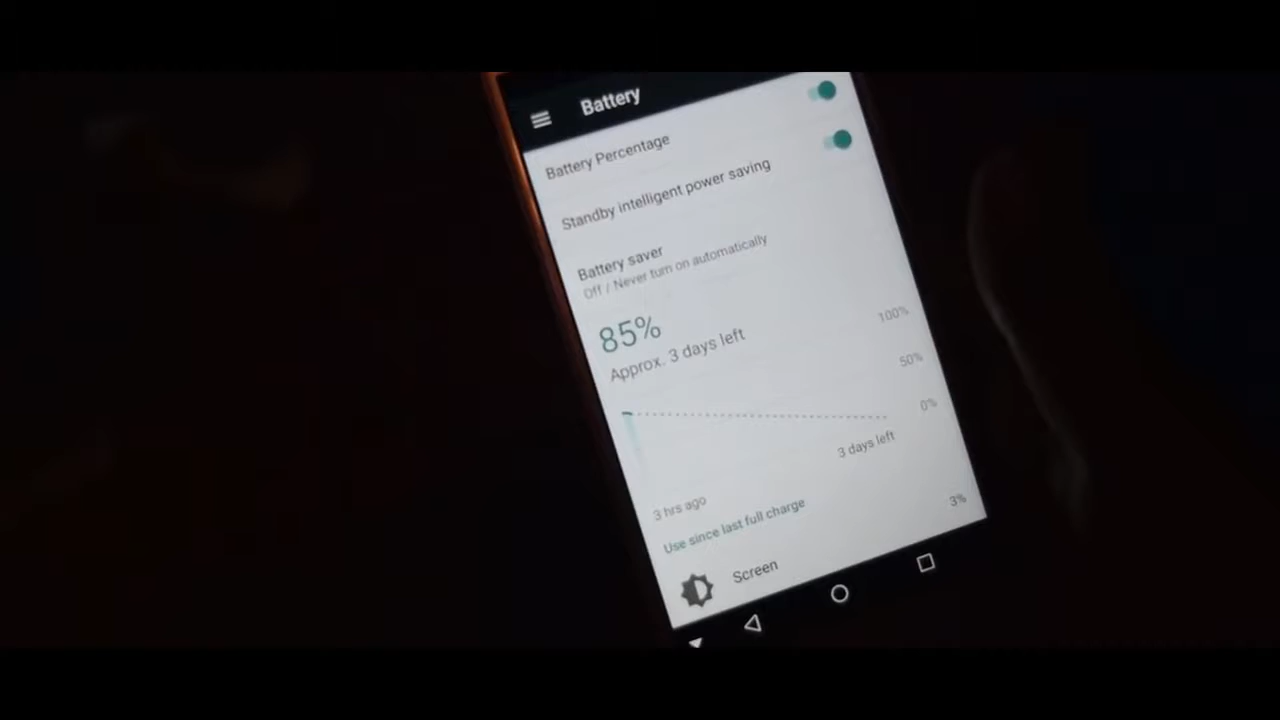 Battery
Battery Percentage
Standby intelligent power saving
Battery saver
Off / Never turn on automatically
85%
Approx. 3 days left
100%
50%
0%
3 days left
3 hrs ago
Use since last full charge
Screen
3%